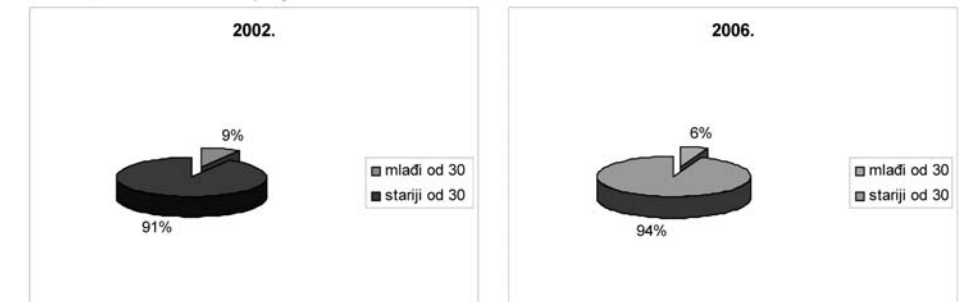 2002.
9%
91%
mlađi od 30
stariji od 30
2006.
6%
94%
mlađi od 30
stariji od 30